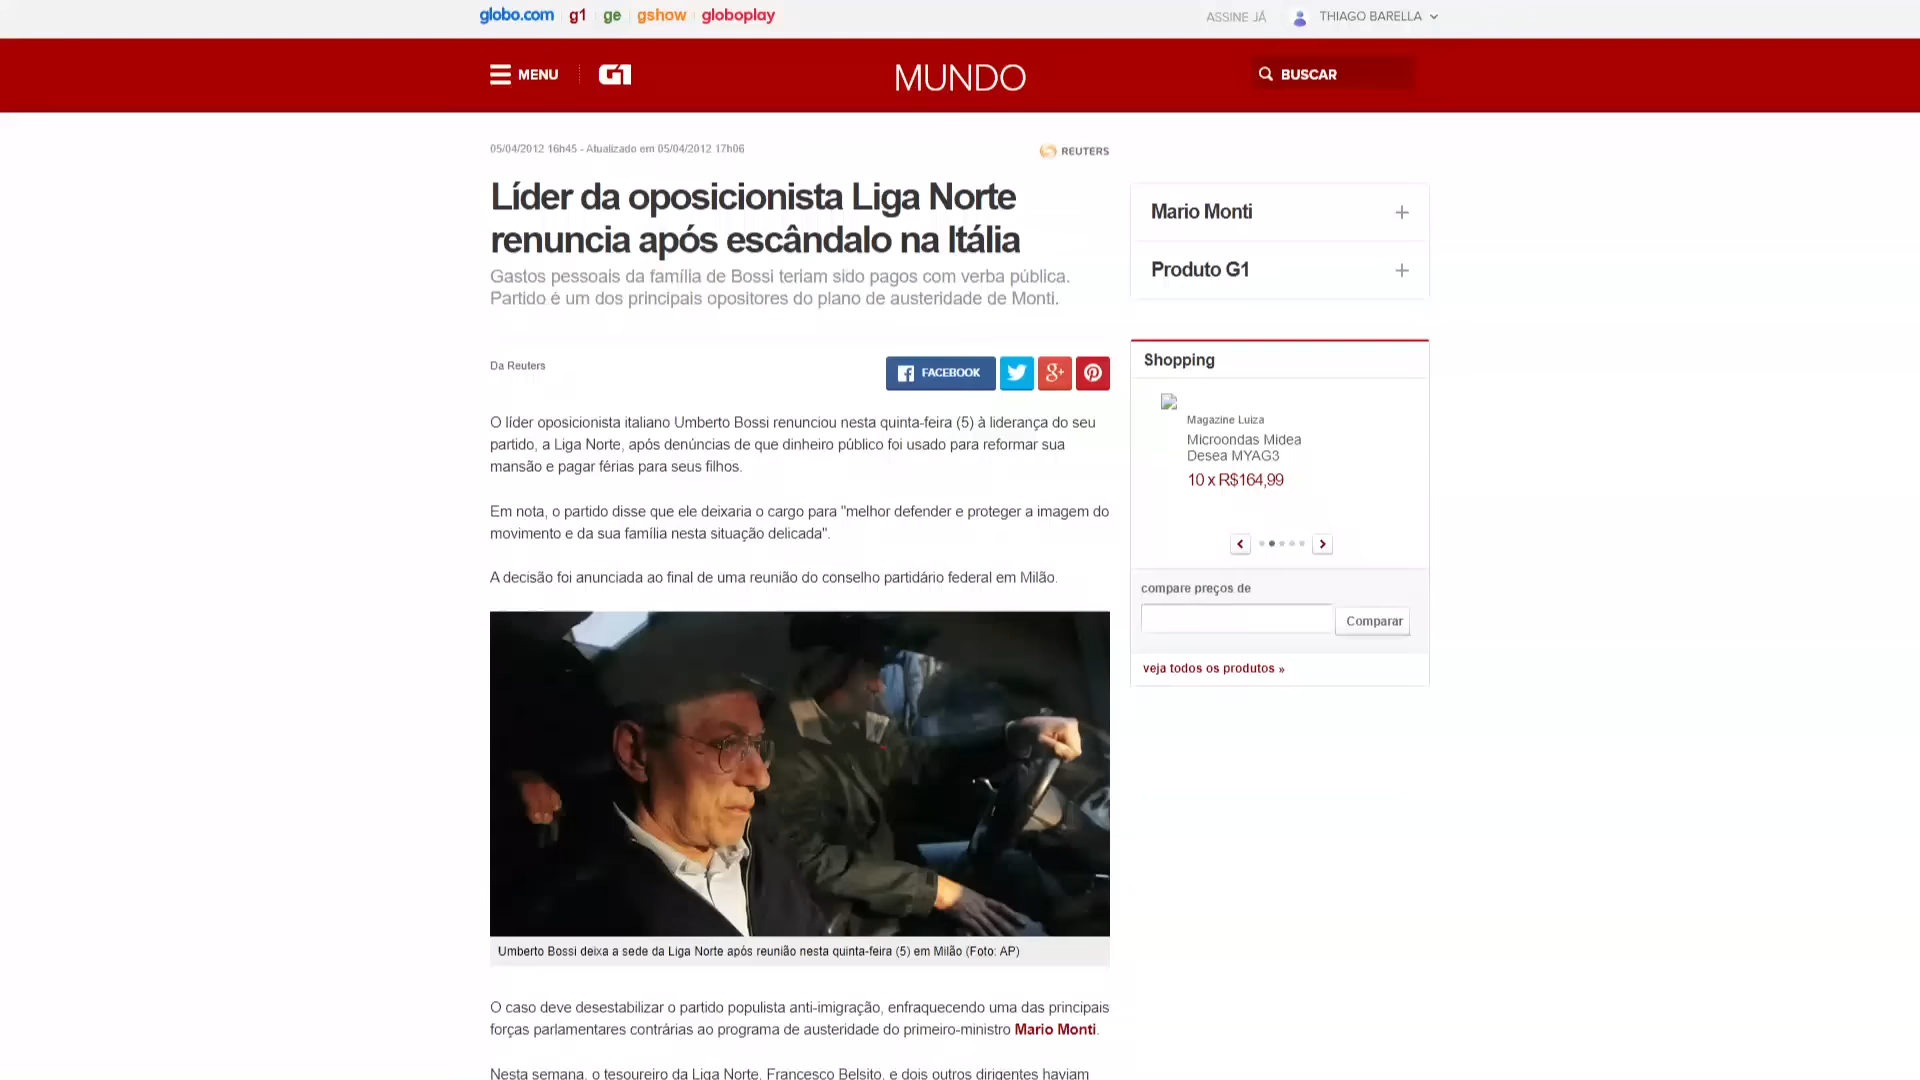 globo.com g1 ge gshow globoplay
ASSINE JÁ THIAGO BARELLA
MENU G1 MUNDO BUSCAR
05/04/2012 16h45 - Atualizado em 05/04/2012 17h06
REUTERS
Líder da oposicionista Liga Norte
renuncia após escândalo na Itália
Gastos pessoais da família de Bossi teriam sido pagos com verba pública.
Partido é um dos principais opositores do plano de austeridade de Monti.
Da Reuters
FACEBOOK
O líder oposicionista italiano Umberto Bossi renunciou nesta quinta-feira (5) à liderança do seu
partido, a Liga Norte, após denúncias de que dinheiro público foi usado para reformar sua
mansão e pagar férias para seus filhos.
Em nota, o partido disse que ele deixaria o cargo para "melhor defender e proteger a imagem do
movimento e da sua família nesta situação delicada".
A decisão foi anunciada ao final de uma reunião do conselho partidário federal em Milão.
Umberto Bossi deixa a sede da Liga Norte após reunião nesta quinta-feira (5) em Milão (Foto: AP)
O caso deve desestabilizar o partido populista anti-imigração, enfraquecendo uma das principais
forças parlamentares contrárias ao programa de austeridade do primeiro-ministro Mario Monti.
Nesta semana, o tesoureiro da Liga Norte, Francesco Belsito, e dois outros dirigentes haviam
Mario Monti +
Produto G1 +
Shopping
Magazine Luiza
Microondas Midea
Desea MYAG3
10 x R$164,99
compare preços de
Comparar
veja todos os produtos »